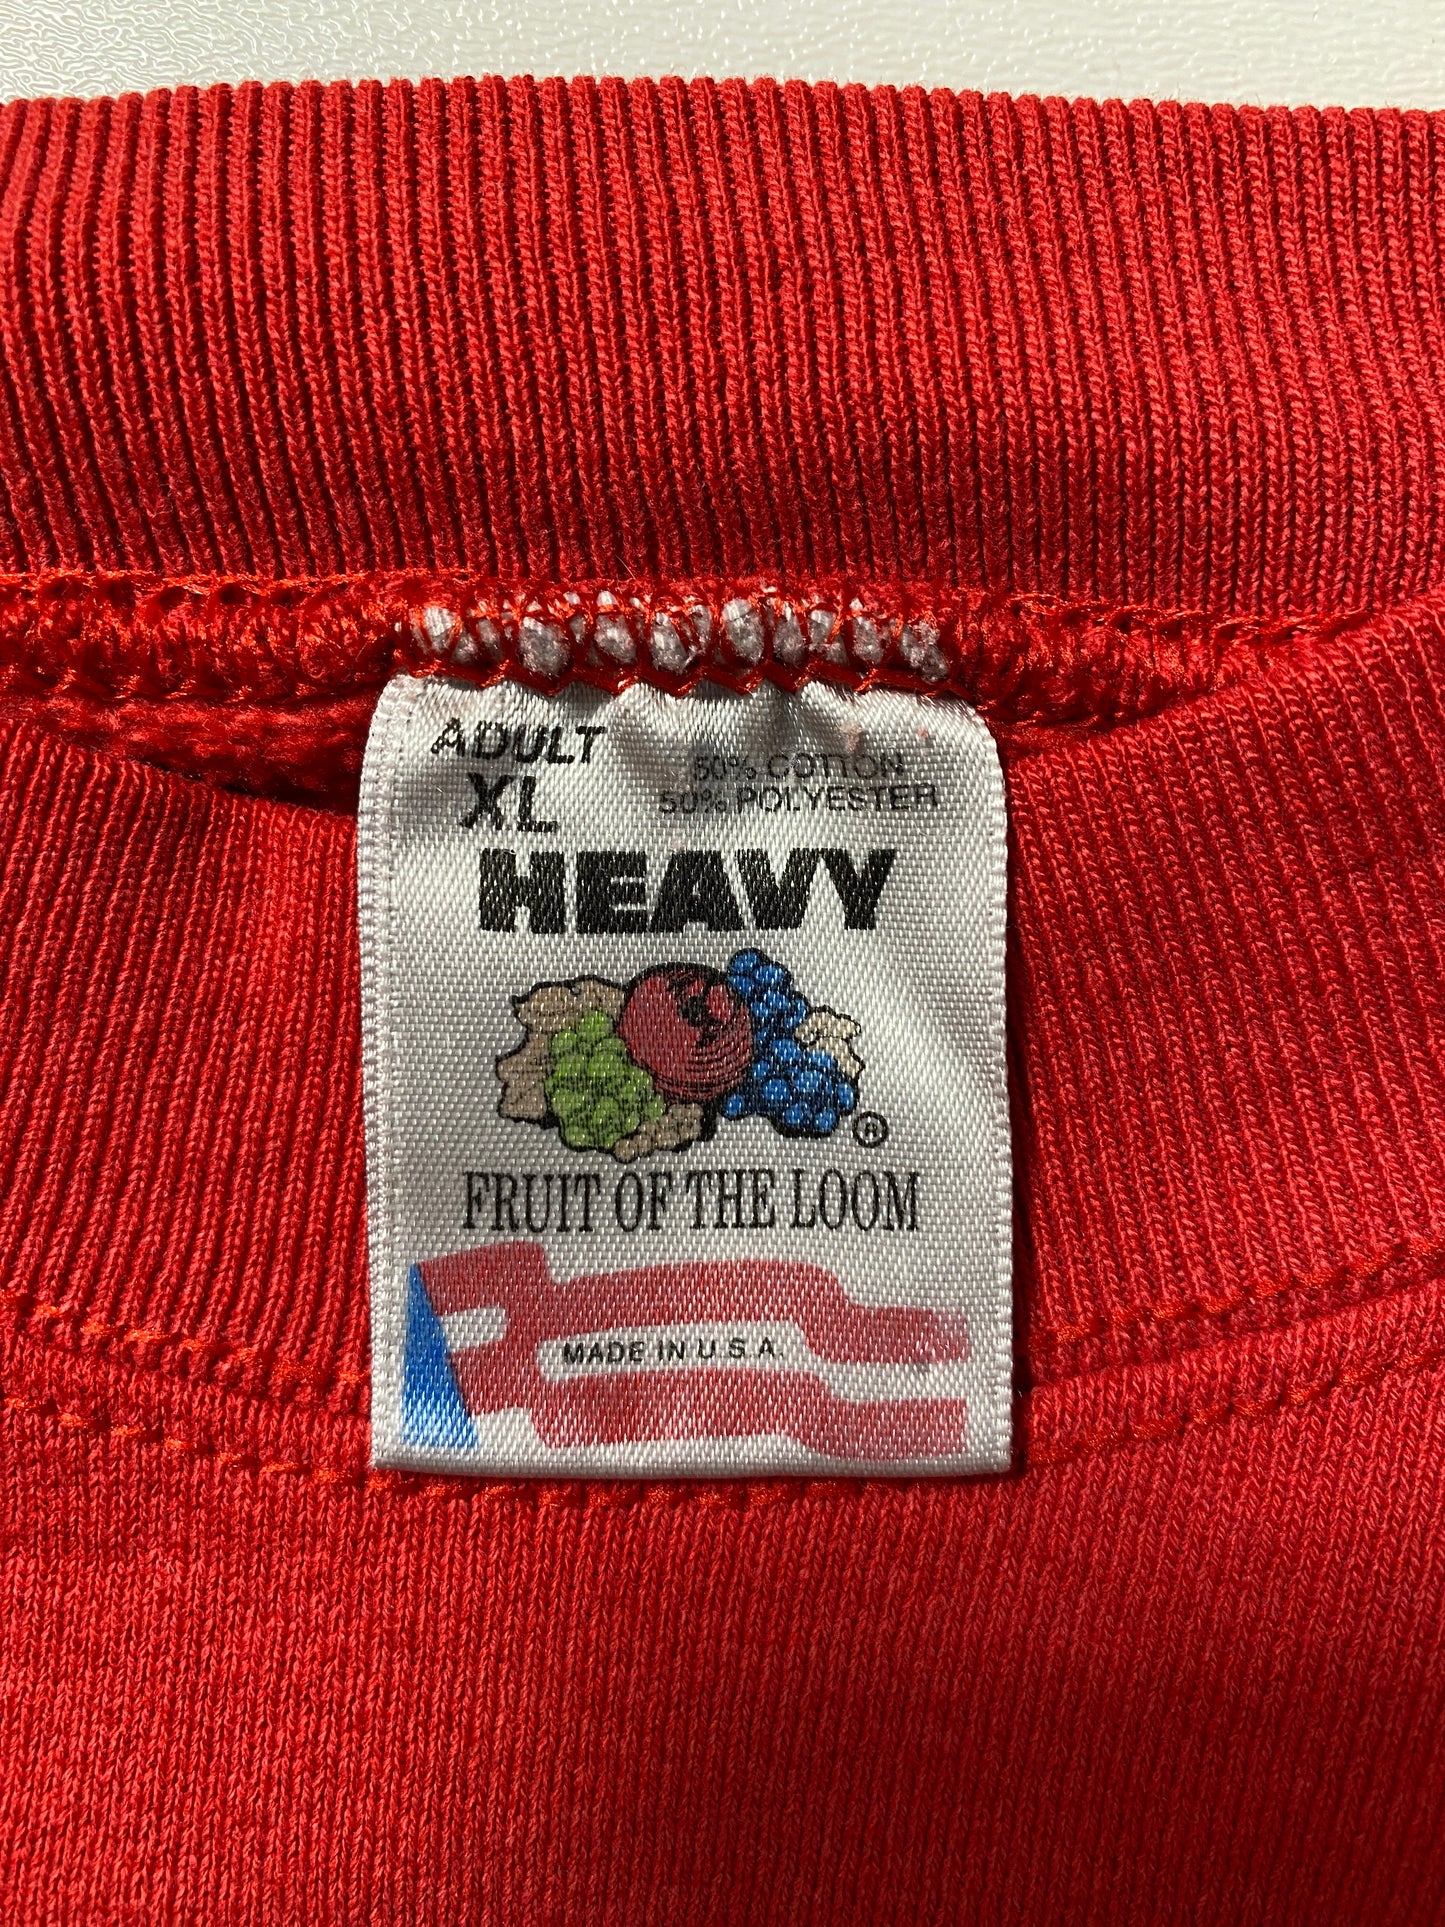 ADULT
XL
50% COTTON
50% POLYESTER
HEAVY
®
FRUIT OF THE LOOM
MADE IN U S A.